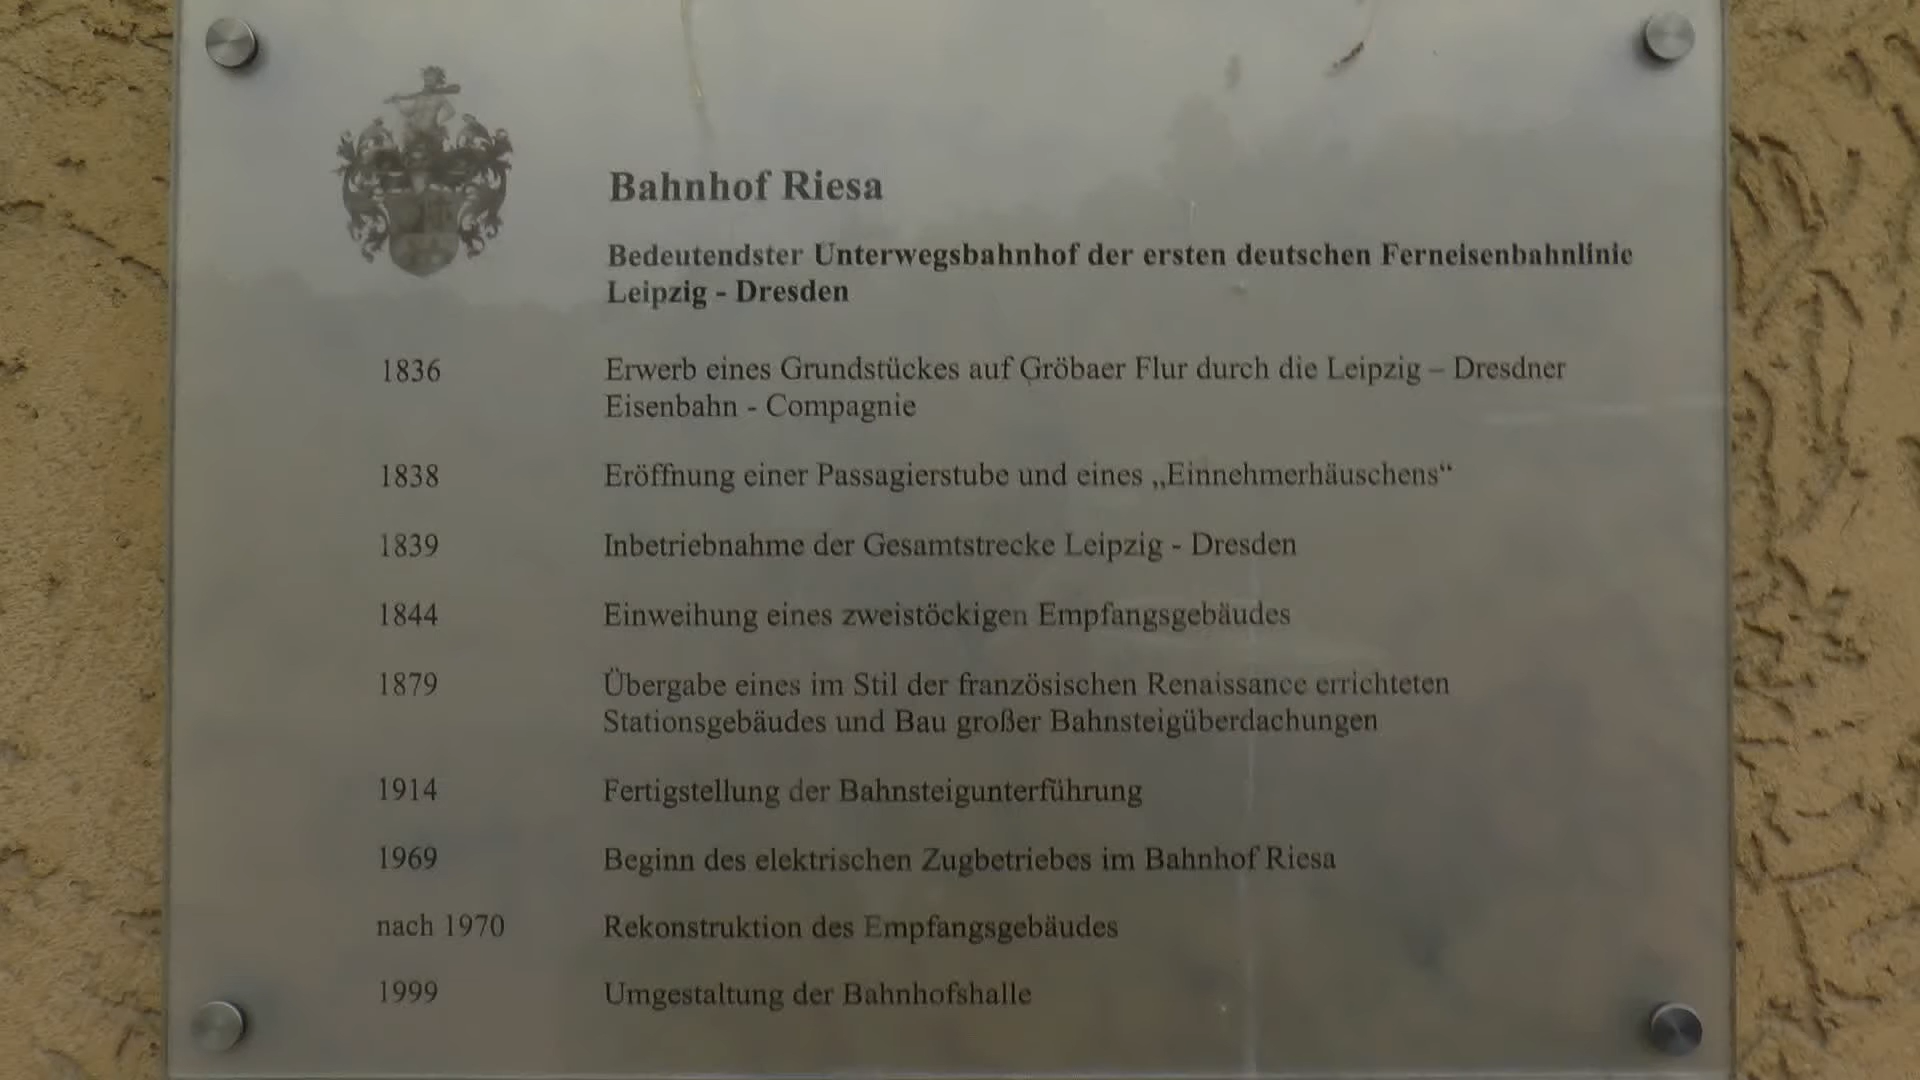 Bahnhof Riesa
Bedeutendster Unterwegsbahnhof der ersten deutschen Ferneisenbahnlinie
Leipzig - Dresden
1836 Erwerb eines Grundstückes auf Gröbaer Flur durch die Leipzig – Dresdner
Eisenbahn - Compagnie
1838 Eröffnung einer Passagierstube und eines „Einnehmerhäuschens“
1839 Inbetriebnahme der Gesamtstrecke Leipzig - Dresden
1844 Einweihung eines zweistöckigen Empfangsgebäudes
1879 Übergabe eines im Stil der französischen Renaissance errichteten
Stationsgebäudes und Bau großer Bahnsteigüberdachungen
1914 Fertigstellung der Bahnsteigunterführung
1969 Beginn des elektrischen Zugbetriebes im Bahnhof Riesa
nach 1970 Rekonstruktion des Empfangsgebäudes
1999 Umgestaltung der Bahnhofshalle